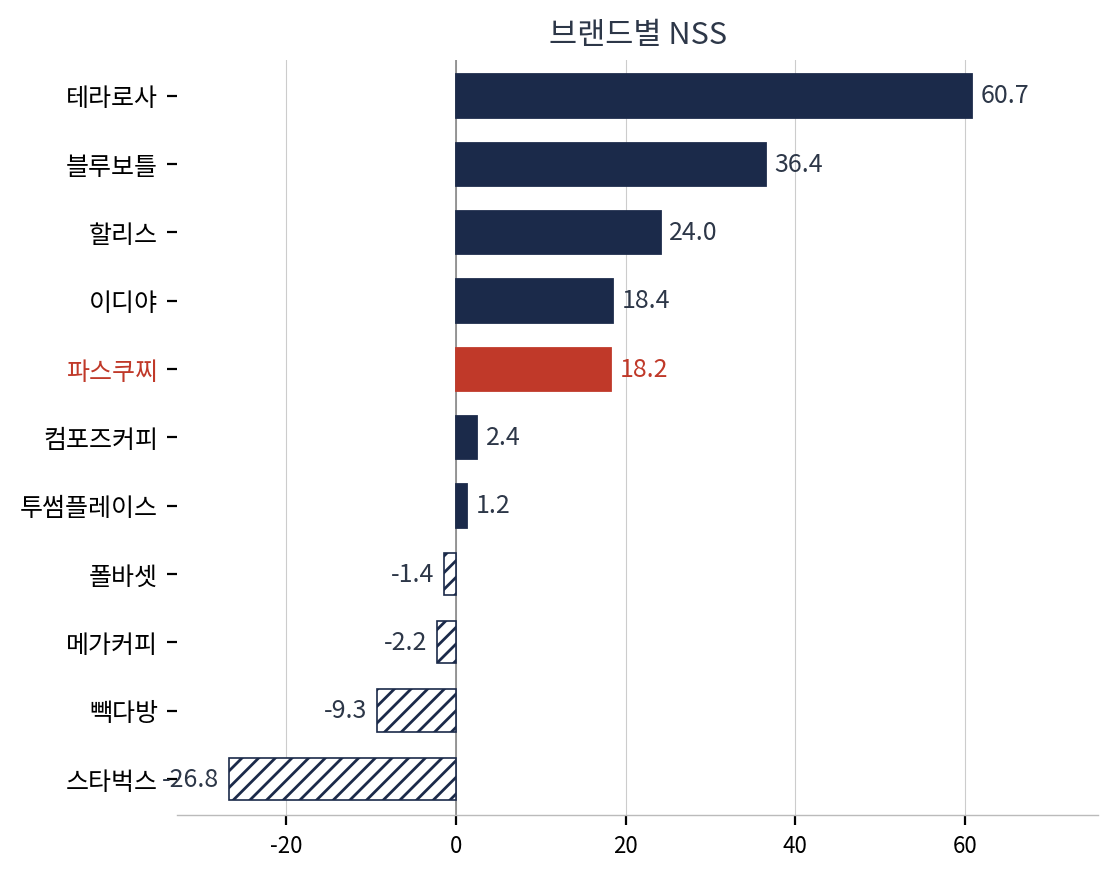 브랜드별 NSS
테라로사 60.7
블루보틀 36.4
할리스 24.0
이디야 18.4
파스쿠찌 18.2
컴포즈커피 2.4
투썸플레이스 1.2
폴바셋 -1.4
메가커피 -2.2
빽다방 -9.3
스타벅스 -26.8
-20 0 20 40 60